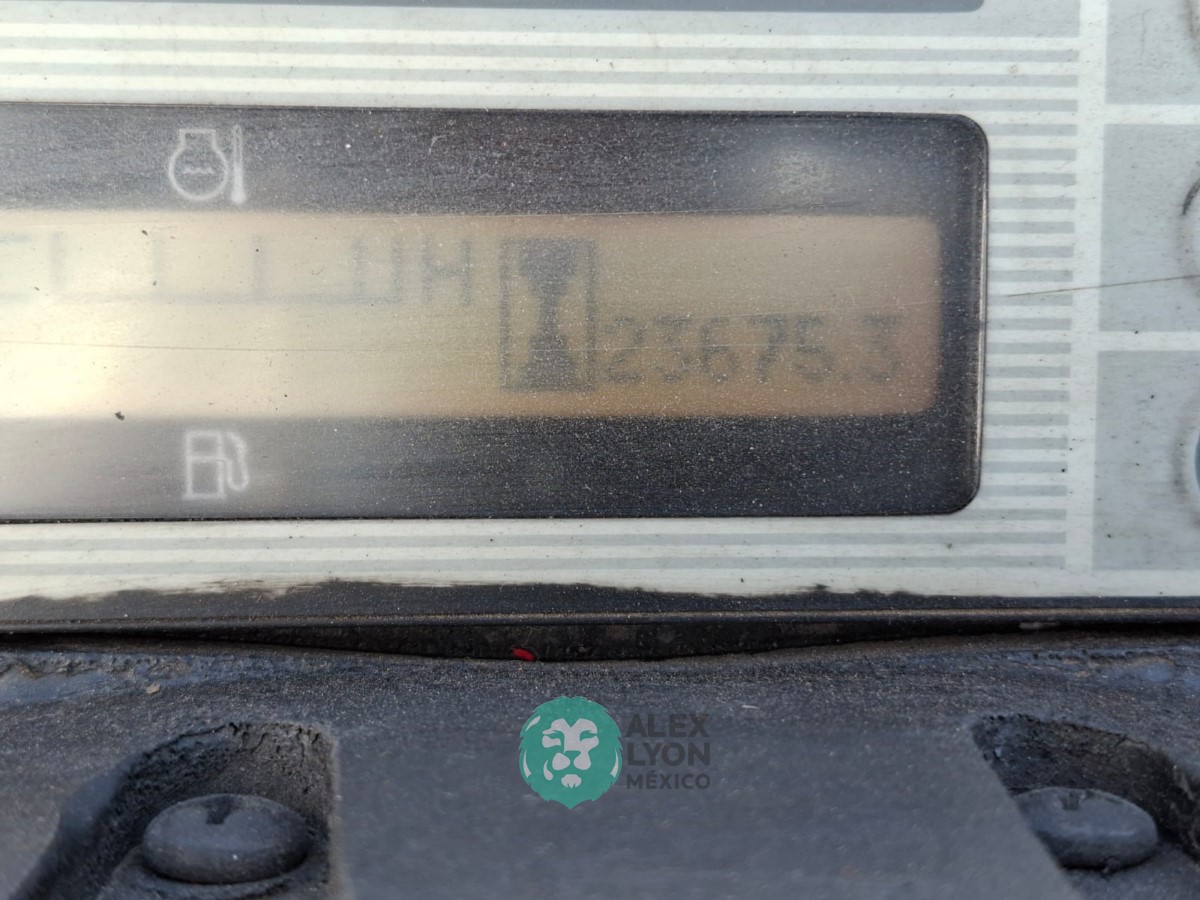 23675.3
ALEX
LYON
MÉXICO